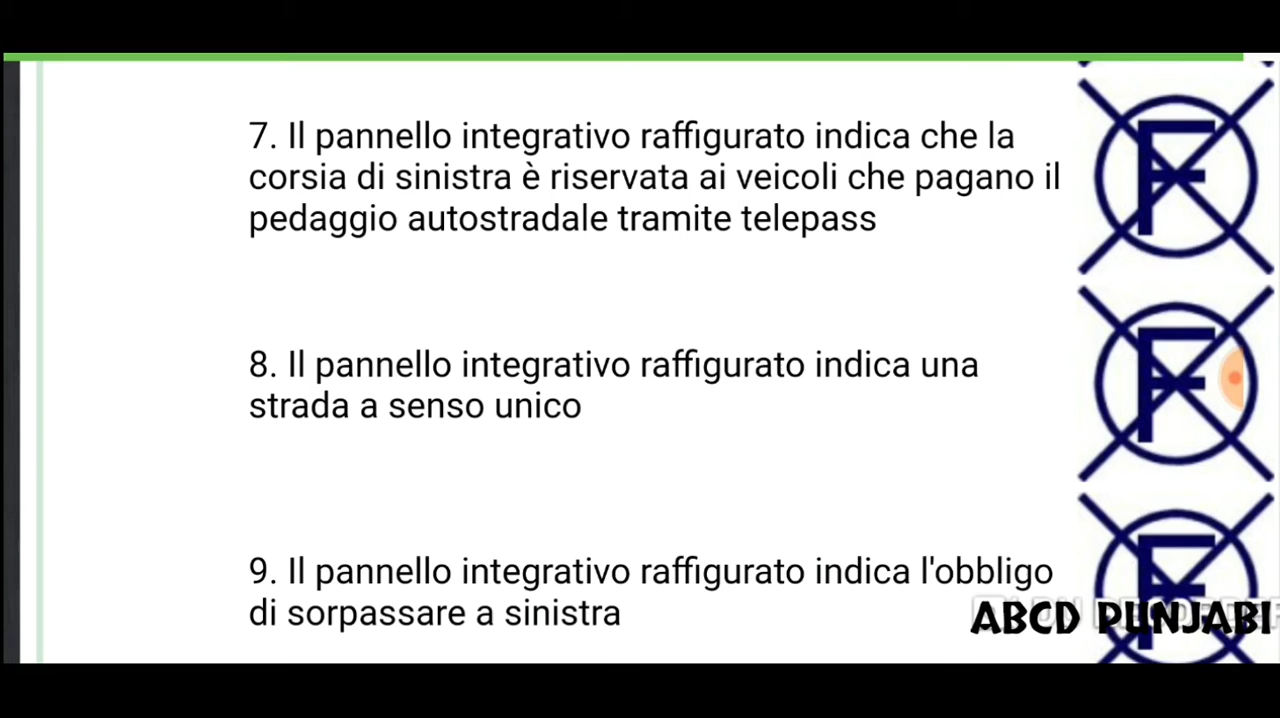 7. Il pannello integrativo raffigurato indica che la
corsia di sinistra è riservata ai veicoli che pagano il
pedaggio autostradale tramite telepass
F
8. Il pannello integrativo raffigurato indica una
strada a senso unico
F
9. Il pannello integrativo raffigurato indica l'obbligo
di sorpassare a sinistra
F
ABCD PUNJABI